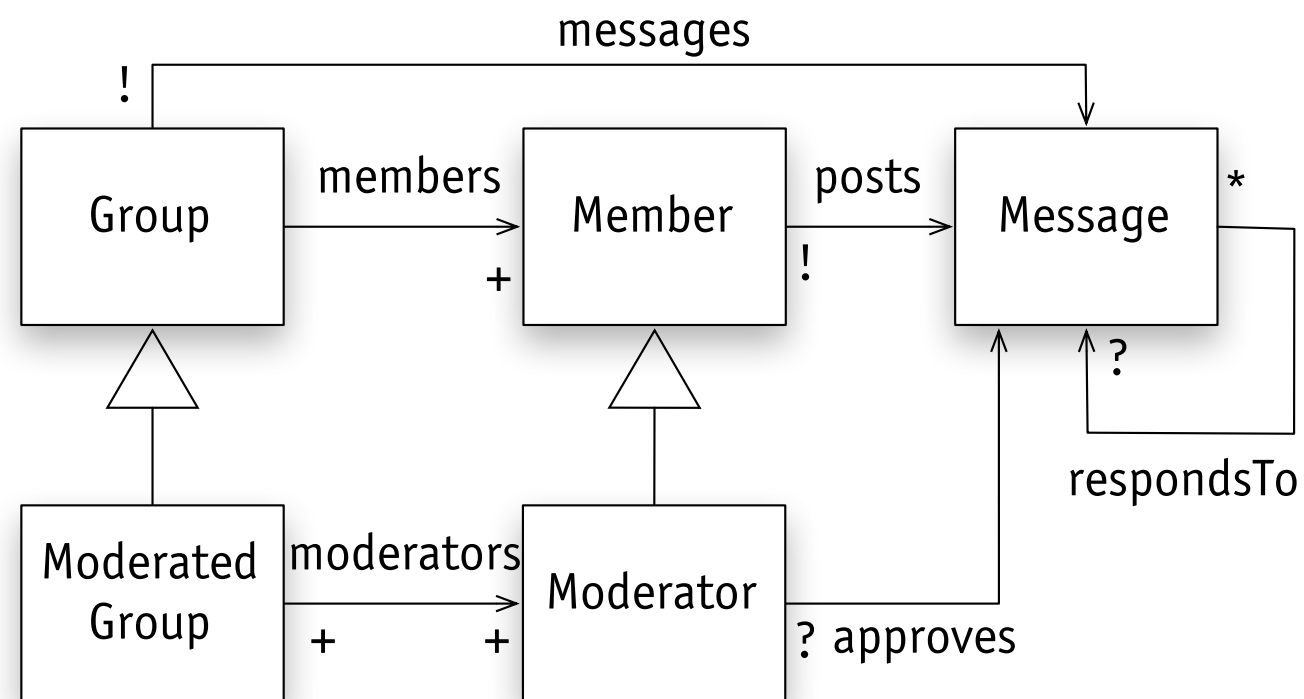 messages
!
Group
members
+
Member
posts
!
Message
*
?
respondsTo
Moderated
Group
moderators
+
+
Moderator
? approves